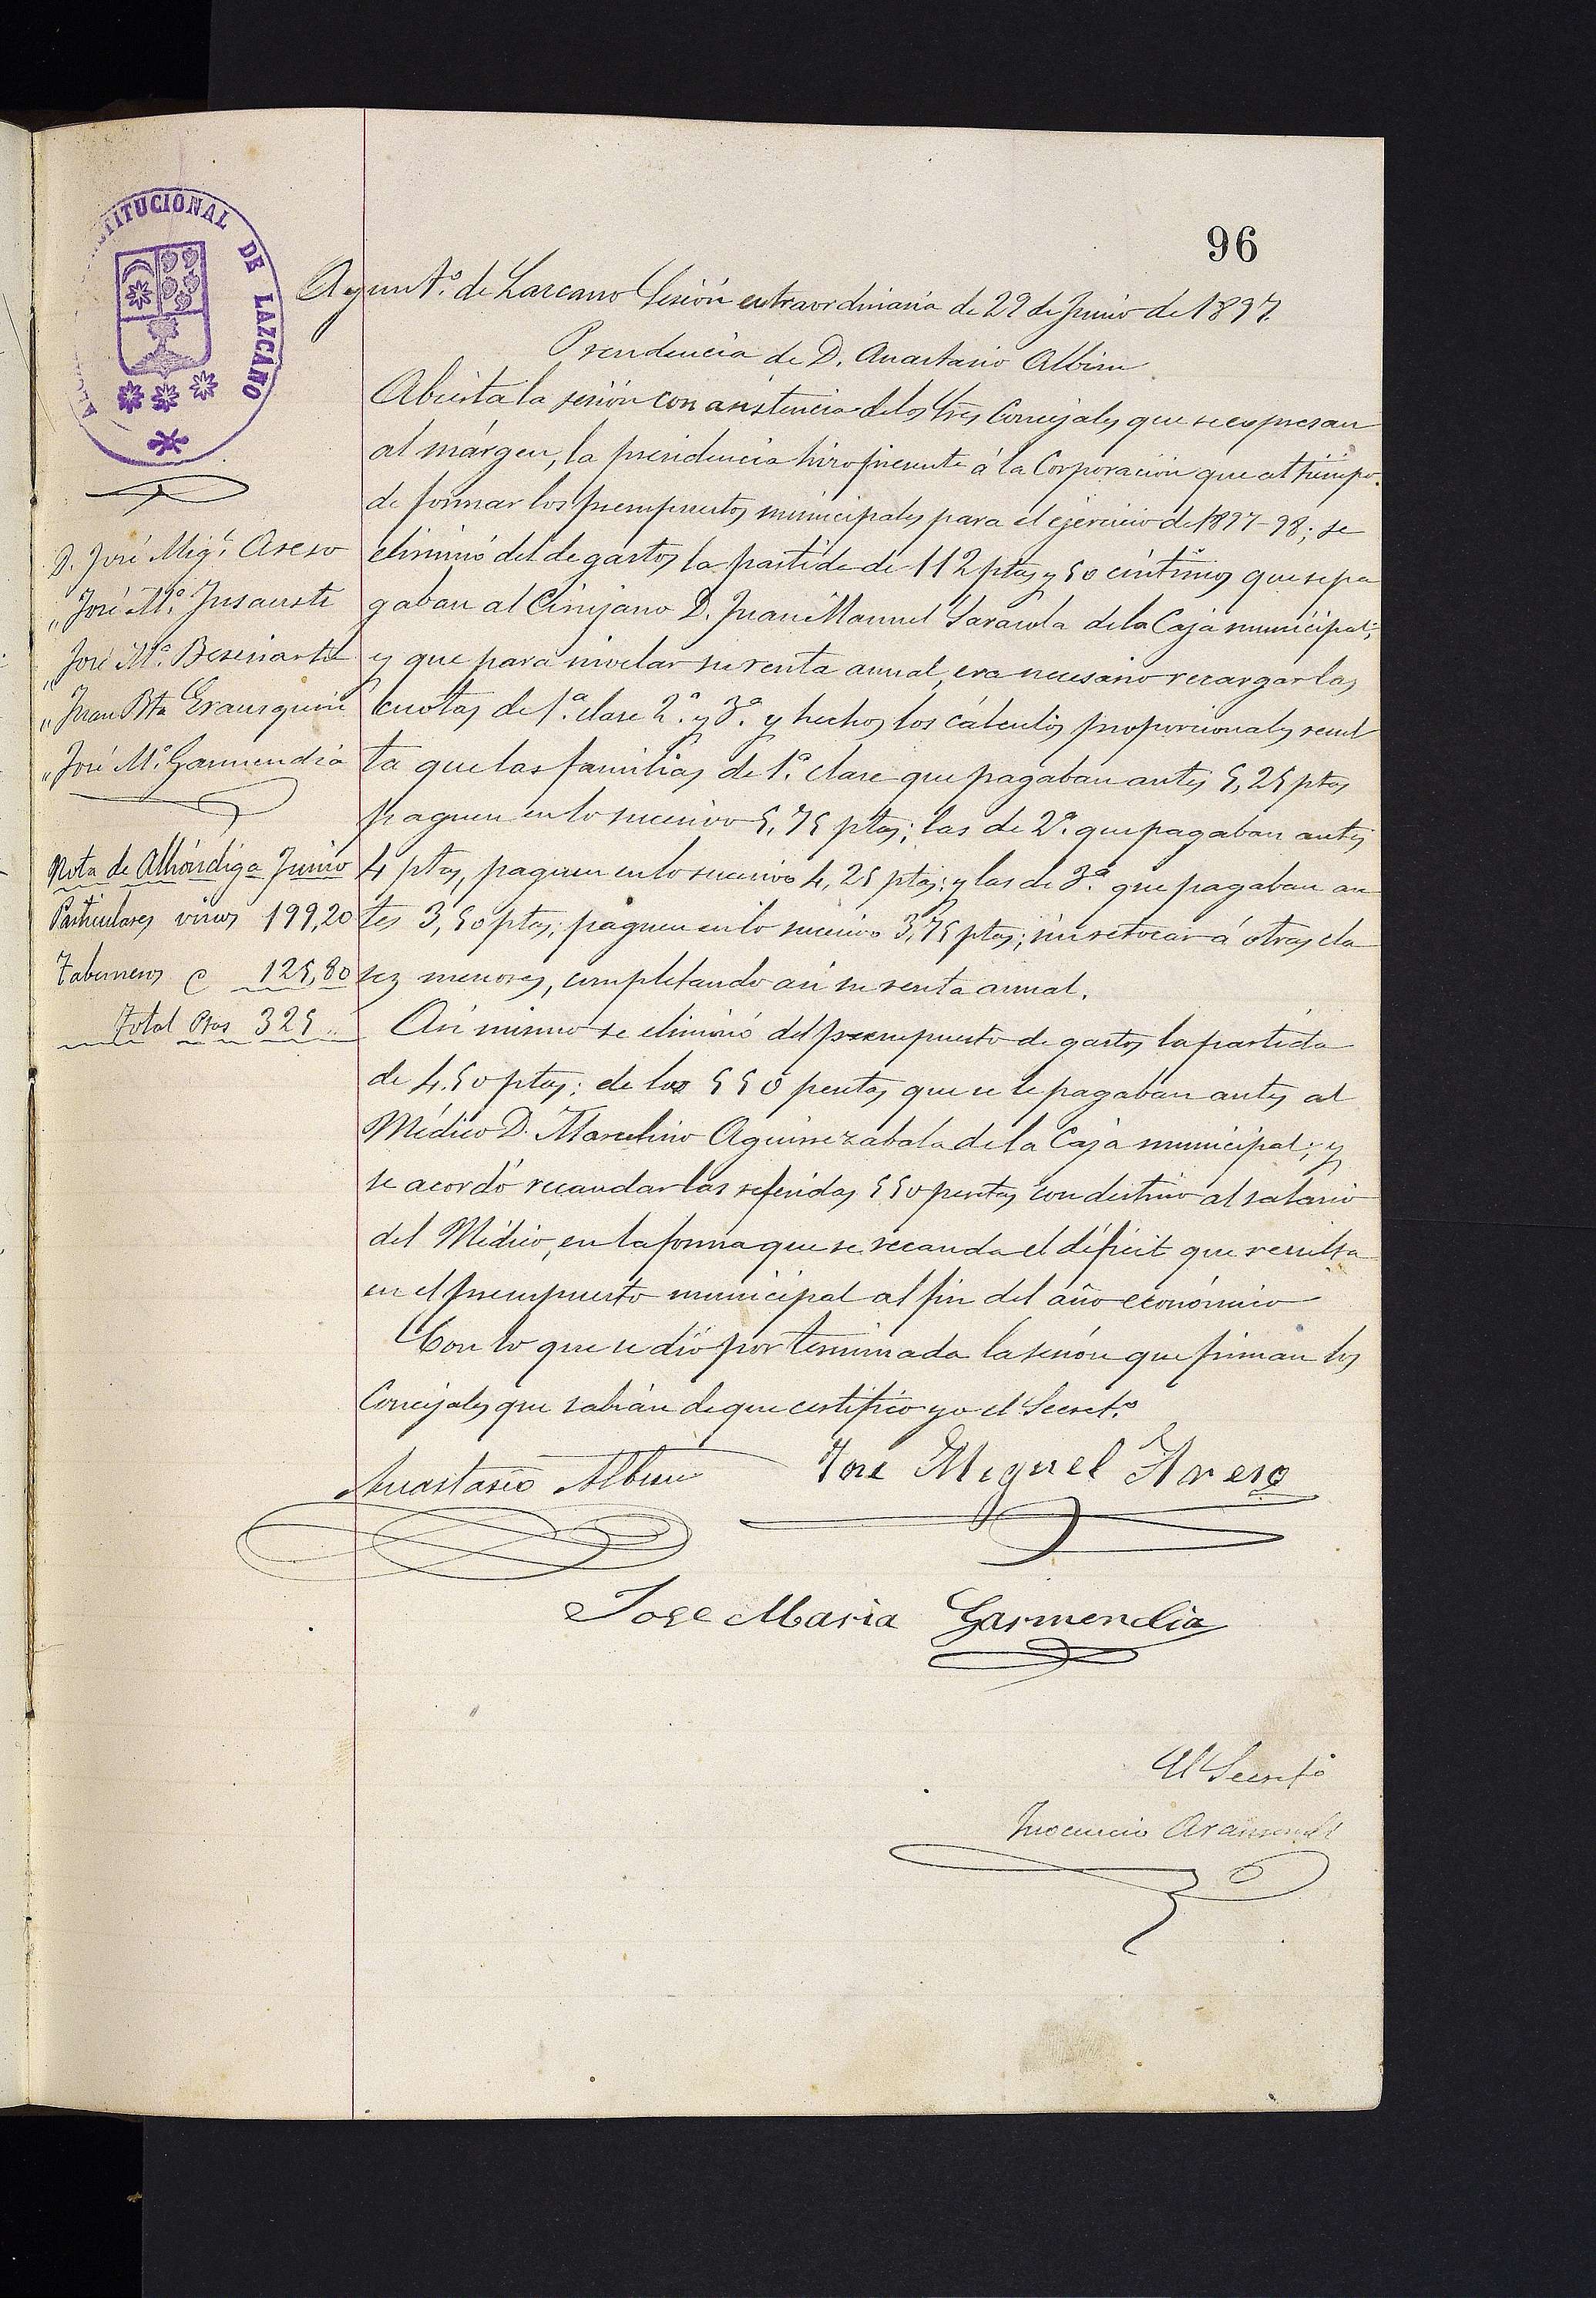 96
TITUCIONAL DE LAZCANO
Ayuntº. de Lazcano Sesión extraordinaria de 29 de Junio de 1897.
Presidencia de D. Anastasio Albisu
Abierta la sesión con asistencia de los Sres Concejales que se expresan
al márgen, la presidencia hizo presente á la Corporación que al tiempo
de formar los presupuestos municipales para el ejercicio de 1897-98; se
eliminó del de gastos la partida de 112 ptas y 50 céntimos que se pa
gaban al Cirujano D. Juan Manuel Sarasola de la Caja municipal;
y que para nivelar su renta anual, era necesario recargar las
cuotas de 1ª. clase 2ª. y 3ª. y hechos los cálculos proporcionales resul
ta que las familias de 1ª. clase que pagaban antes 5,25 ptas
paguen en lo sucesivo 5,75 ptas; las de 2ª. que pagaban antes
4 ptas, paguen en lo sucesivo 4,25 ptas; y las de 3ª. que pagaban an
tes 3,50 ptas; paguen en lo sucesivo 3,75 ptas; sin retocar á otras cla
sez menores, completando así su renta anual.
Asi mismo se eliminó del presupuesto de gastos la partida
de 450 ptas; de las 550 pesetas que se le pagaban antes al
Médico D. Marcelino Aguirrezabala de la Caja municipal; y
se acordó recaudar las referidas 550 pesetas con destino al salario
del Médico, en la forma que se recauda el déficit que resulta
en el presupuesto municipal al fin del año económico
Con lo que se dió por terminada la sesión que firman los
Concejales que sabían de que certifico yo el Secretº
D. José Migl. Areso
„ José Mª. Insausti
„ José Mª. Beseriartu
„ Juan Bta Erausquin
„ José Mª. Garmendia
Nota de Alhóndiga Junio
Particulares vinos 199,20
Taberneros 125,80
Total Ptas 325 „
Anastasio Albisu
José Miguel Areso
Jose Maria Garmendia
El Secretº
Inocencio